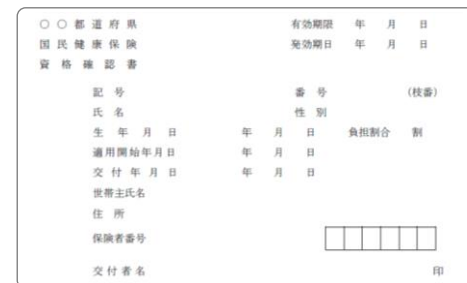 ○○都道府県 有効期限 年 月 日
国民健康保険 発効期日 年 月 日
資格確認書
記号 番号 (枝番)
氏名 性別
生年月日 年 月 日 負担割合 割
適用開始年月日 年 月 日
交付年月日 年 月 日
世帯主氏名
住所
保険者番号
交付者名 印